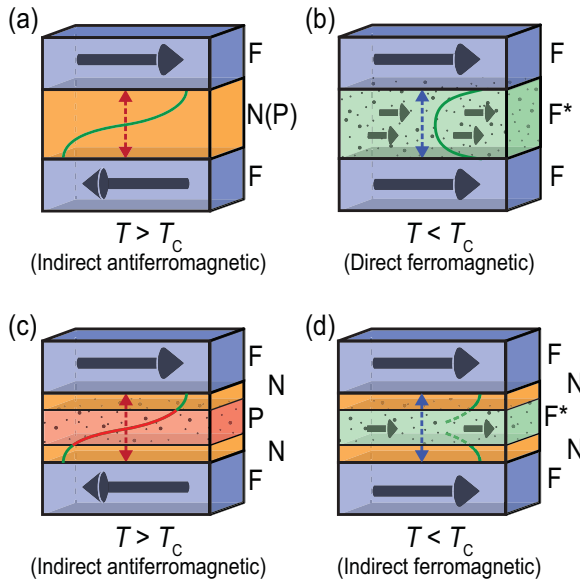 (a)
F
N(P)
F
T > TC
(Indirect antiferromagnetic)
(b)
F
F*
F
T < TC
(Direct ferromagnetic)
(c)
F
N
P
N
F
T > TC
(Indirect antiferromagnetic)
(d)
F
N
F*
N
F
T < TC
(Indirect ferromagnetic)